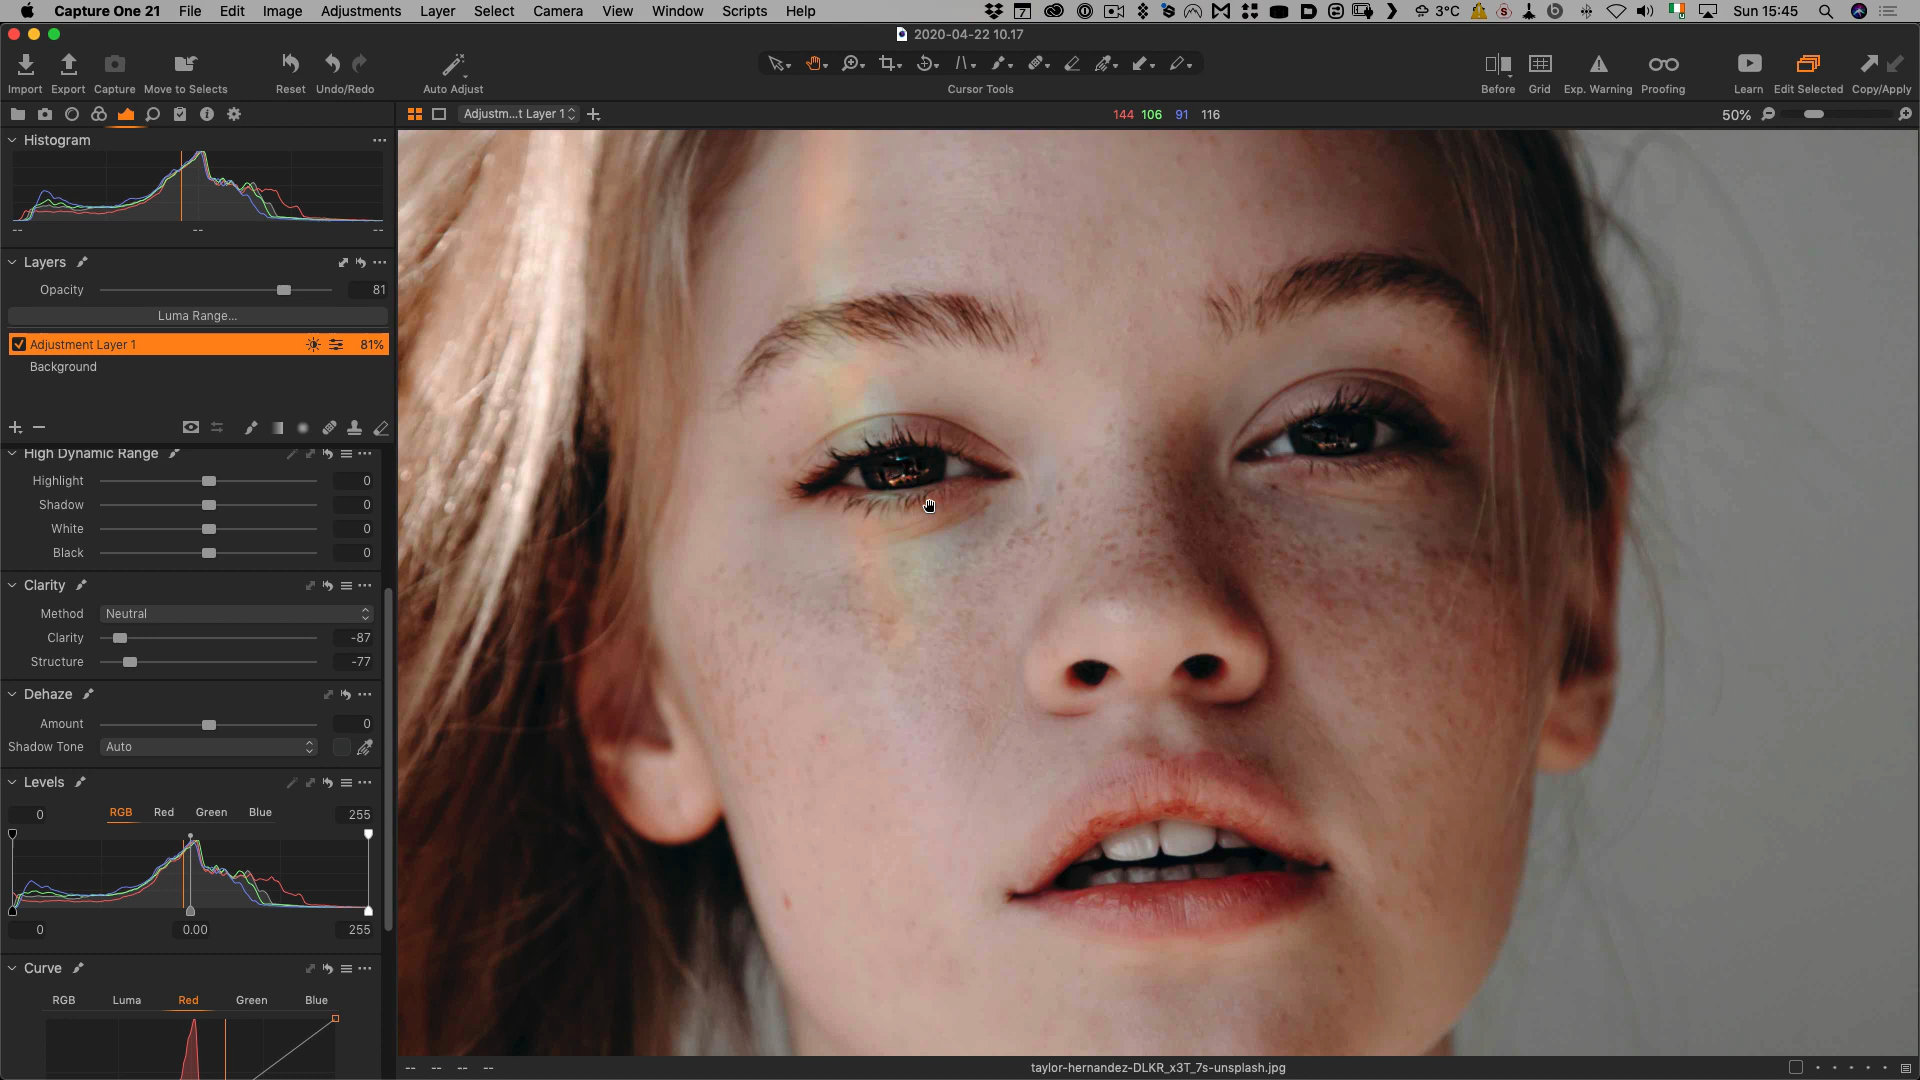 Capture One 21 File Edit Image Adjustments Layer Select Camera View Window Scripts Help 7 3°C Sun 15:45
2020-04-22 10.17
Import Export Capture Move to Selects Reset Undo/Redo Auto Adjust Cursor Tools Before Grid Exp. Warning Proofing Learn Edit Selected Copy/Apply
Adjustm...t Layer 1 144 106 91 116 50%
Histogram
-- -- --
Layers
Opacity 81
Luma Range...
Adjustment Layer 1 81%
Background
High Dynamic Range
Highlight 0
Shadow 0
White 0
Black 0
Clarity
Method Neutral
Clarity -87
Structure -77
Dehaze
Amount 0
Shadow Tone Auto
Levels
0 RGB Red Green Blue 255
0 0.00 255
Curve
RGB Luma Red Green Blue
-- -- -- -- taylor-hernandez-DLKR_x3T_7s-unsplash.jpg